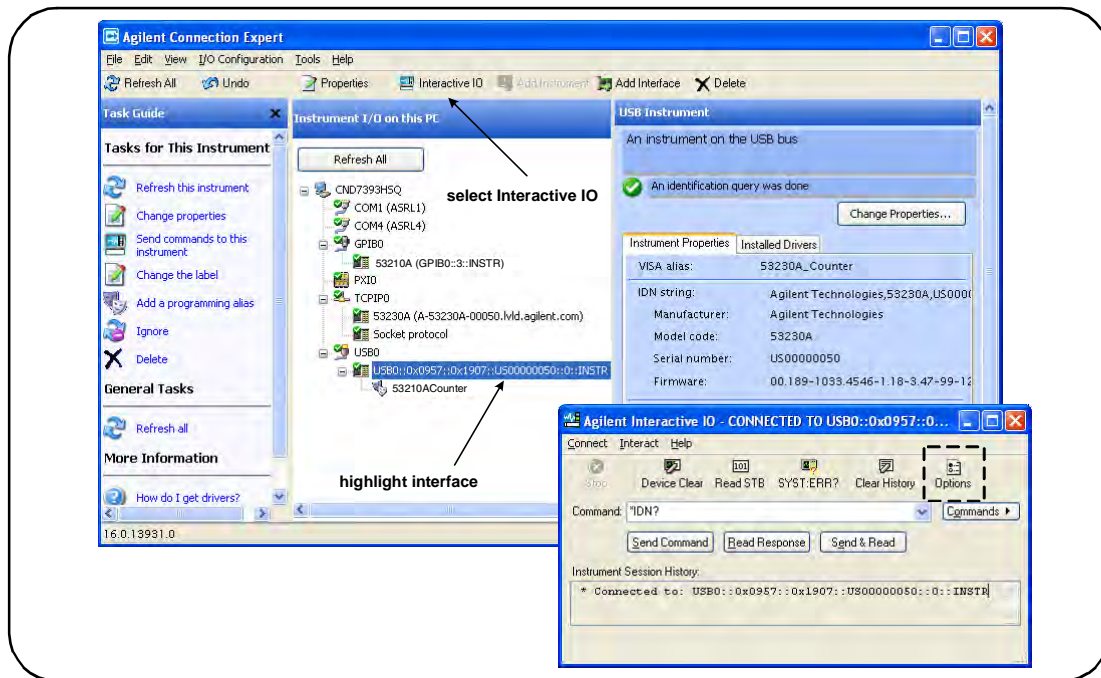 Agilent Connection Expert
File Edit View I/O Configuration Tools Help
Refresh All Undo Properties Interactive IO Add Instrument Add Interface Delete
Task Guide
Tasks for This Instrument
Refresh this instrument
Change properties
Send commands to this
instrument
Change the label
Add a programming alias
Ignore
Delete
General Tasks
Refresh all
More Information
How do I get drivers?
16.0.13931.0
Instrument I/O on this PC
Refresh All
select Interactive IO
CND7393HSQ
COM1 (ASRL1)
COM4 (ASRL4)
GPIB0
53210A (GPIB0::3::INSTR)
PXI0
TCPIP0
53230A (A-53230A-00050.lvld.agilent.com)
Socket protocol
USB0
USB0::0x0957::0x1907::US00000050::0::INSTR
53210ACounter
highlight interface
USB Instrument
An instrument on the USB bus
An identification query was done
Change Properties...
Instrument Properties Installed Drivers
VISA alias: 53230A_Counter
IDN string: Agilent Technologies,53230A,US0000
Manufacturer: Agilent Technologies
Model code: 53230A
Serial number: US00000050
Firmware: 00.189-1033.4546-1.18-3.47-99-12
Agilent Interactive IO - CONNECTED TO USB0::0x0957::0...
Connect Interact Help
Stop Device Clear Read STB SYST:ERR? Clear History Options
Command: *IDN? Commands
Send Command Read Response Send & Read
Instrument Session History:
* Connected to: USB0::0x0957::0x1907::US00000050::0::INSTR